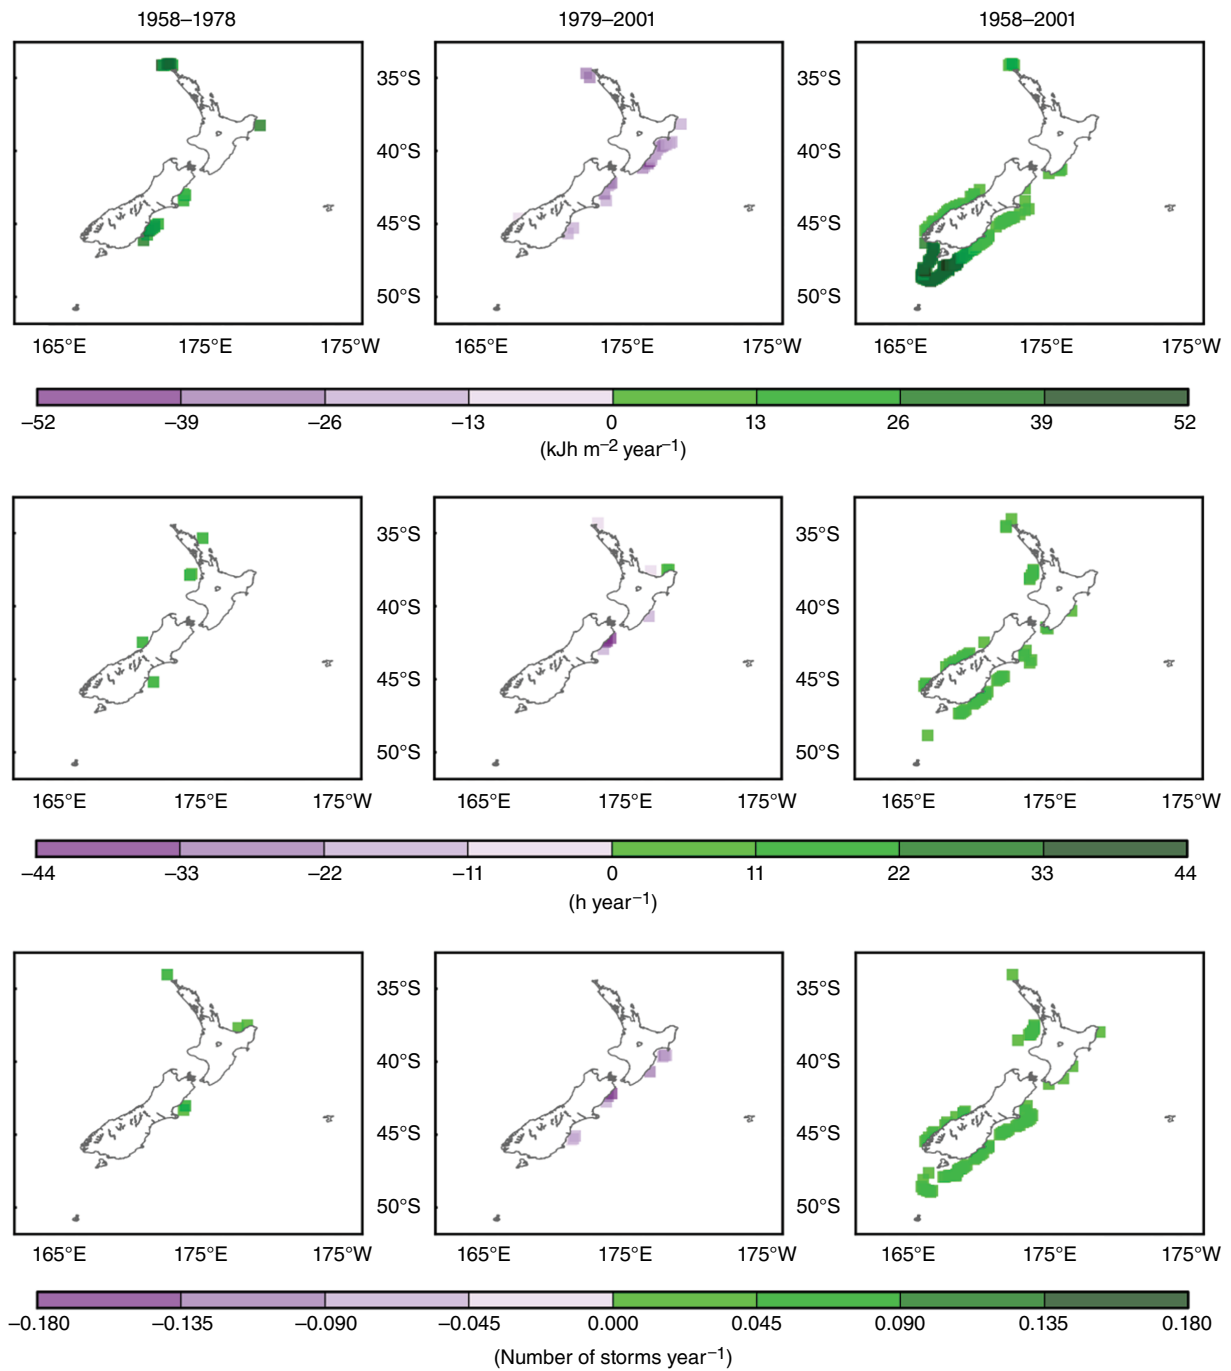 1958–1978 1979–2001 1958–2001
35°S 35°S
40°S 40°S
45°S 45°S
50°S 50°S
165°E 175°E 175°W 165°E 175°E 175°W 165°E 175°E 175°W
–52 –39 –26 –13 0 13 26 39 52
(kJh m⁻² year⁻¹)
35°S 35°S
40°S 40°S
45°S 45°S
50°S 50°S
165°E 175°E 175°W 165°E 175°E 175°W 165°E 175°E 175°W
–44 –33 –22 –11 0 11 22 33 44
(h year⁻¹)
35°S 35°S
40°S 40°S
45°S 45°S
50°S 50°S
165°E 175°E 175°W 165°E 175°E 175°W 165°E 175°E 175°W
–0.180 –0.135 –0.090 –0.045 0.000 0.045 0.090 0.135 0.180
(Number of storms year⁻¹)